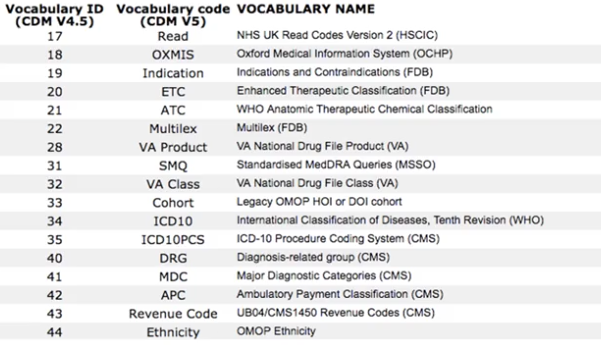 Vocabulary ID Vocabulary code VOCABULARY NAME
(CDM V4.5) (CDM V5)
17 Read NHS UK Read Codes Version 2 (HSCIC)
18 OXMIS Oxford Medical Information System (OCHP)
19 Indication Indications and Contraindications (FDB)
20 ETC Enhanced Therapeutic Classification (FDB)
21 ATC WHO Anatomic Therapeutic Chemical Classification
22 Multilex Multilex (FDB)
28 VA Product VA National Drug File Product (VA)
31 SMQ Standardised MedDRA Queries (MSSO)
32 VA Class VA National Drug File Class (VA)
33 Cohort Legacy OMOP HOI or DOI cohort
34 ICD10 International Classification of Diseases, Tenth Revision (WHO)
35 ICD10PCS ICD-10 Procedure Coding System (CMS)
40 DRG Diagnosis-related group (CMS)
41 MDC Major Diagnostic Categories (CMS)
42 APC Ambulatory Payment Classification (CMS)
43 Revenue Code UB04/CMS1450 Revenue Codes (CMS)
44 Ethnicity OMOP Ethnicity